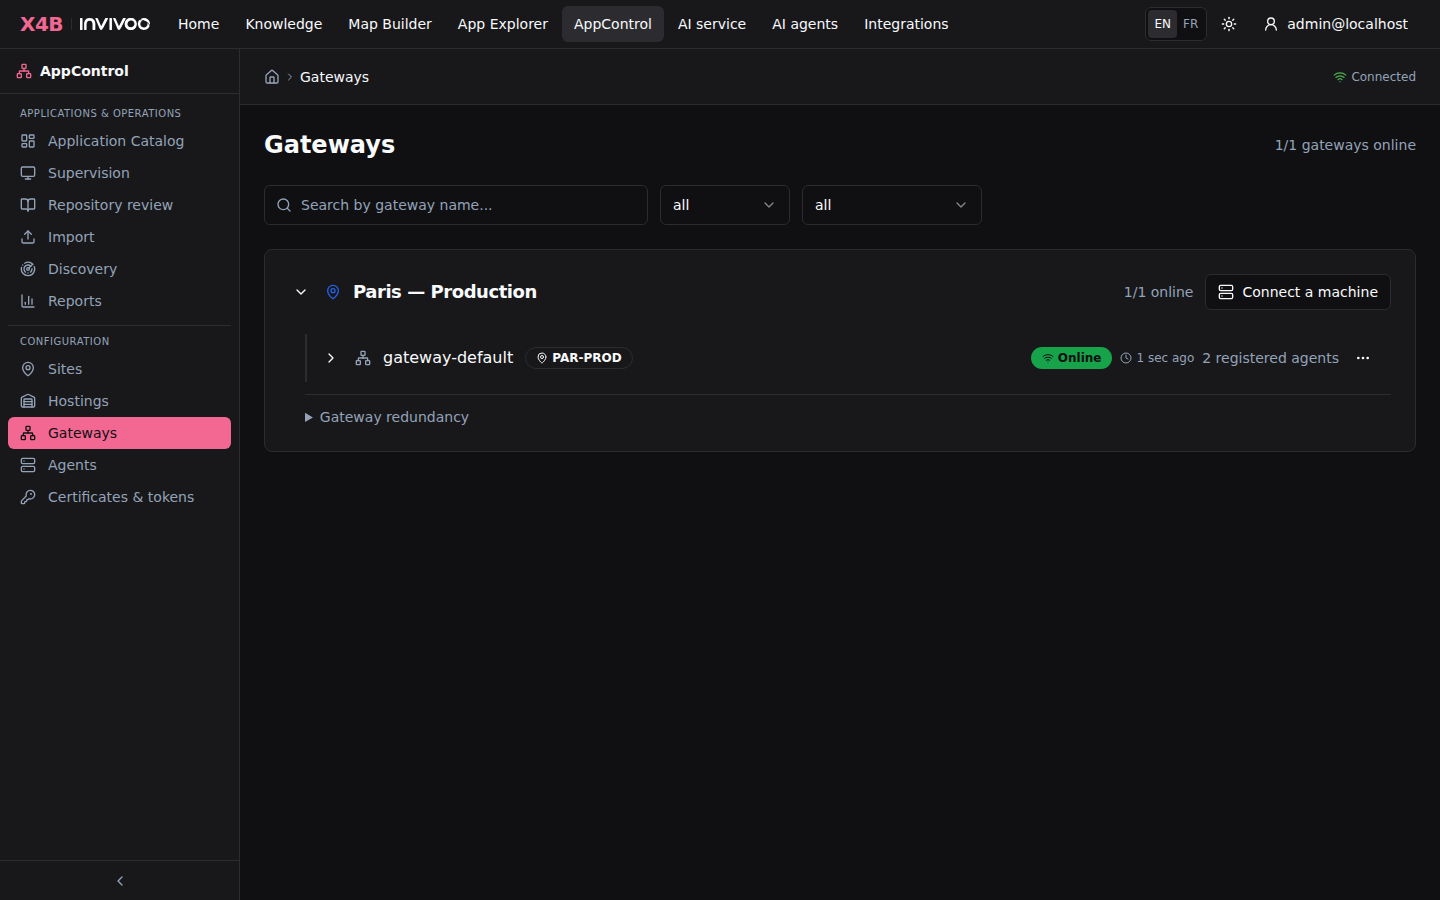 X4B INVIVOO Home Knowledge Map Builder App Explorer AppControl AI service AI agents Integrations EN FR admin@localhost
AppControl
APPLICATIONS & OPERATIONS
Application Catalog
Supervision
Repository review
Import
Discovery
Reports
CONFIGURATION
Sites
Hostings
Gateways
Agents
Certificates & tokens
Gateways Connected
Gateways 1/1 gateways online
Search by gateway name... all all
Paris — Production 1/1 online Connect a machine
gateway-default PAR-PROD Online 1 sec ago 2 registered agents
Gateway redundancy